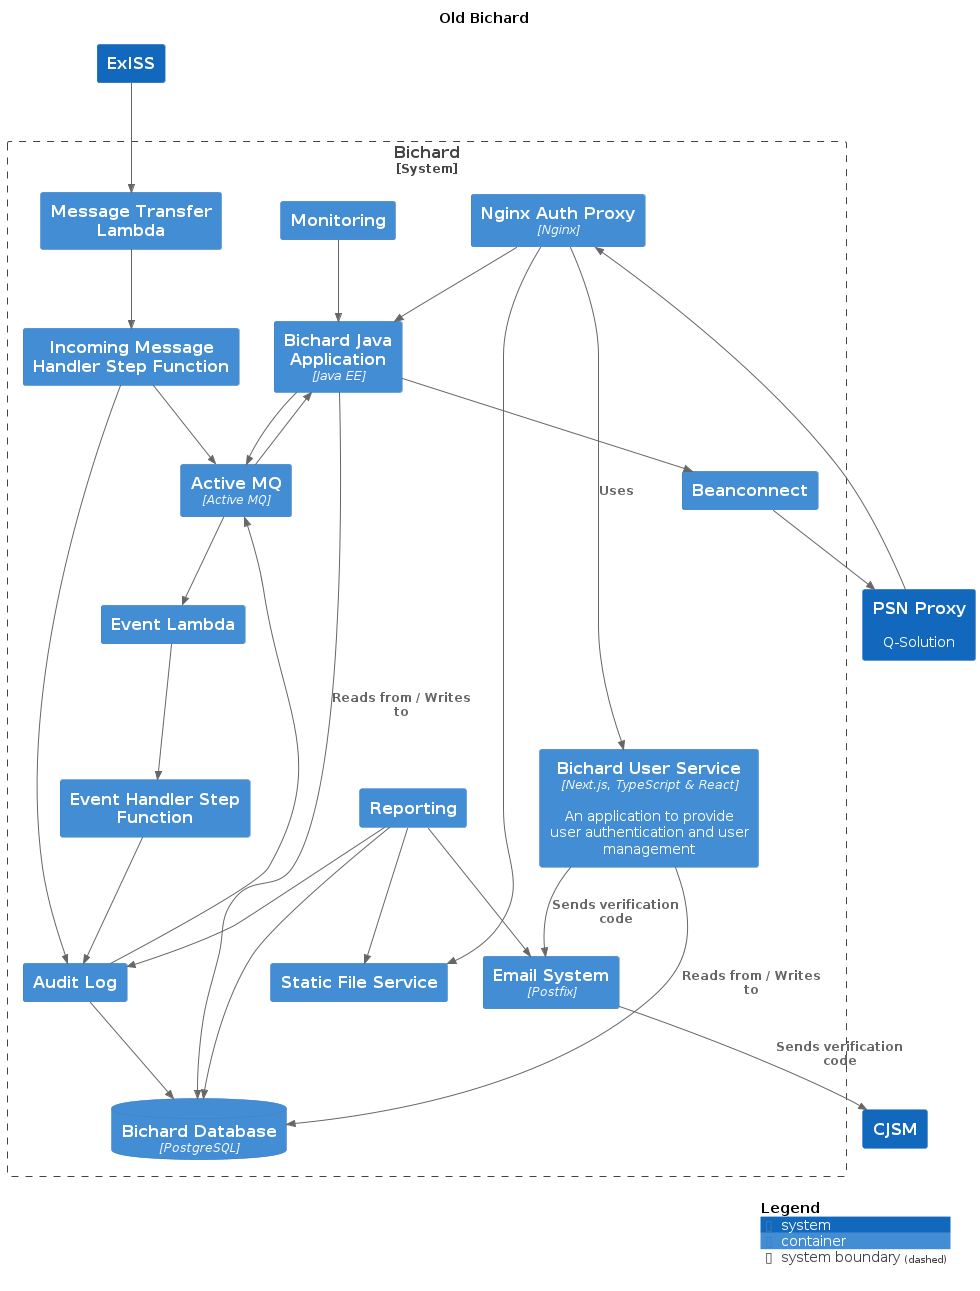 Old Bichard
ExISS
Bichard
[System]
Message Transfer
Lambda
Monitoring
Nginx Auth Proxy
[Nginx]
Incoming Message
Handler Step Function
Bichard Java
Application
[Java EE]
Active MQ
[Active MQ]
Uses
Beanconnect
Event Lambda
PSN Proxy
Q-Solution
Reads from / Writes
to
Event Handler Step
Function
Reporting
Bichard User Service
[Next.js, TypeScript & React]
An application to provide
user authentication and user
management
Sends verification
code
Audit Log
Static File Service
Email System
[Postfix]
Reads from / Writes
to
Sends verification
code
Bichard Database
[PostgreSQL]
CJSM
Legend
system
container
system boundary (dashed)